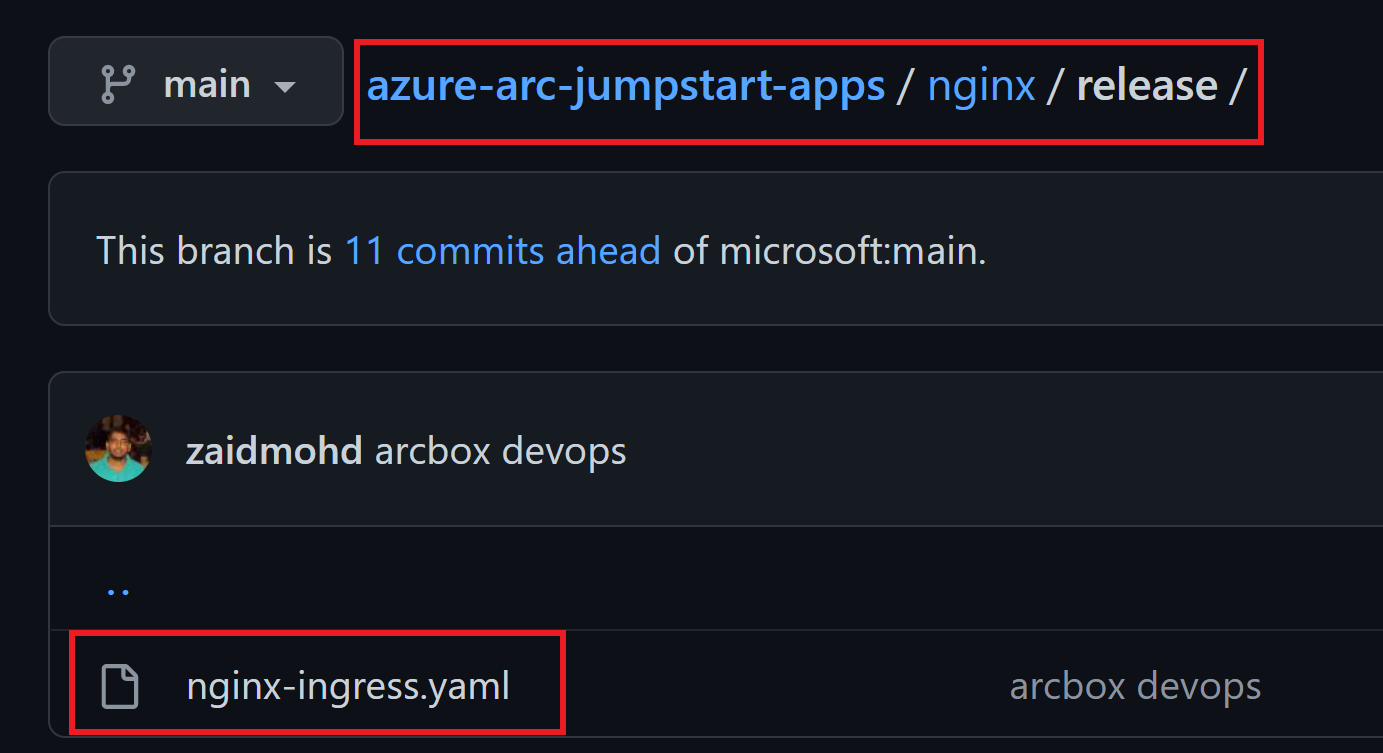 main azure-arc-jumpstart-apps / nginx / release /
This branch is 11 commits ahead of microsoft:main.
zaidmohd arcbox devops
..
nginx-ingress.yaml arcbox devops